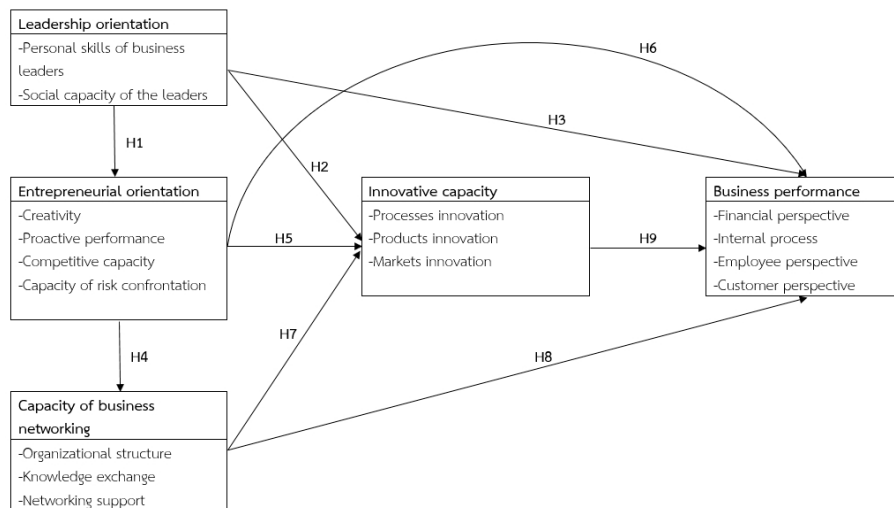 Leadership orientation
-Personal skills of business
leaders
-Social capacity of the leaders
H6
H3
H1
H2
Entrepreneurial orientation
-Creativity
-Proactive performance
-Competitive capacity
-Capacity of risk confrontation
H5
Innovative capacity
-Processes innovation
-Products innovation
-Markets innovation
H9
Business performance
-Financial perspective
-Internal process
-Employee perspective
-Customer perspective
H4
H7
H8
Capacity of business
networking
-Organizational structure
-Knowledge exchange
-Networking support